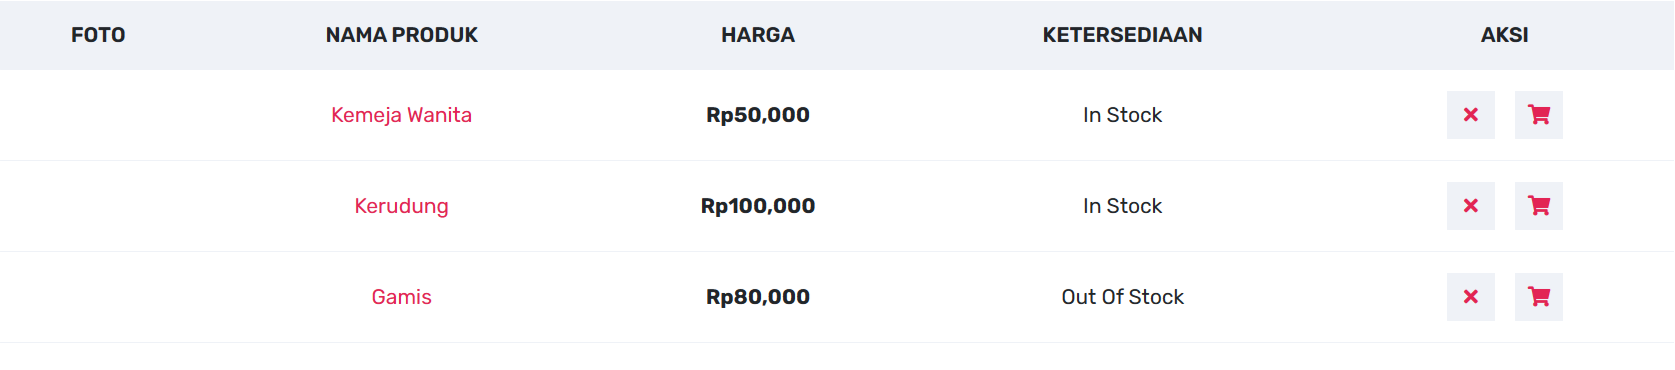 FOTO NAMA PRODUK HARGA KETERSEDIAAN AKSI
Kemeja Wanita Rp50,000 In Stock
Kerudung Rp100,000 In Stock
Gamis Rp80,000 Out Of Stock